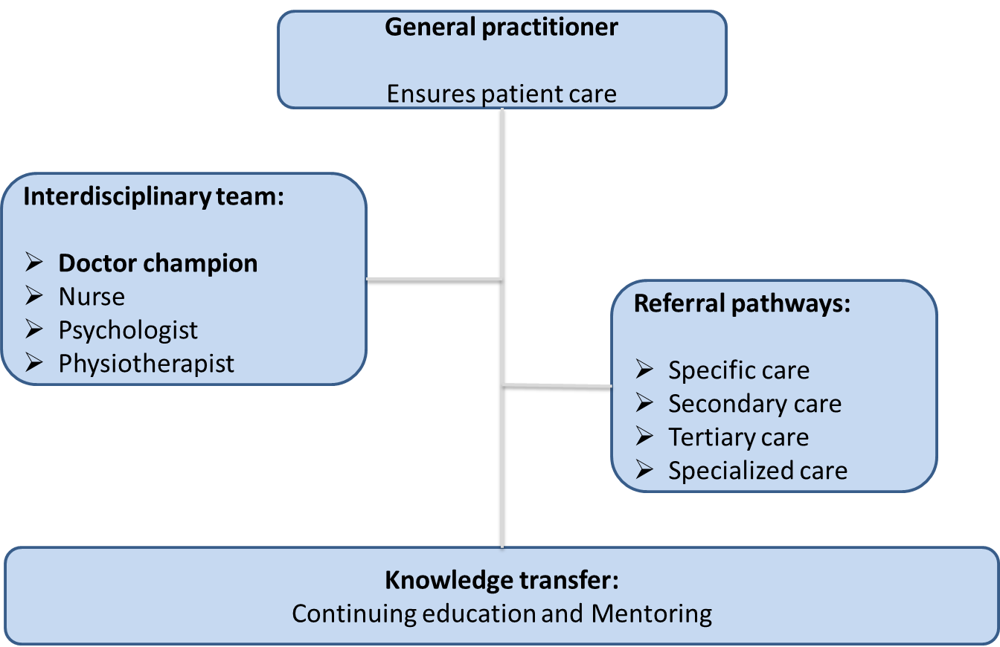 General practitioner
Ensures patient care
Interdisciplinary team:
➢ Doctor champion
➢ Nurse
➢ Psychologist
➢ Physiotherapist
Referral pathways:
➢ Specific care
➢ Secondary care
➢ Tertiary care
➢ Specialized care
Knowledge transfer:
Continuing education and Mentoring